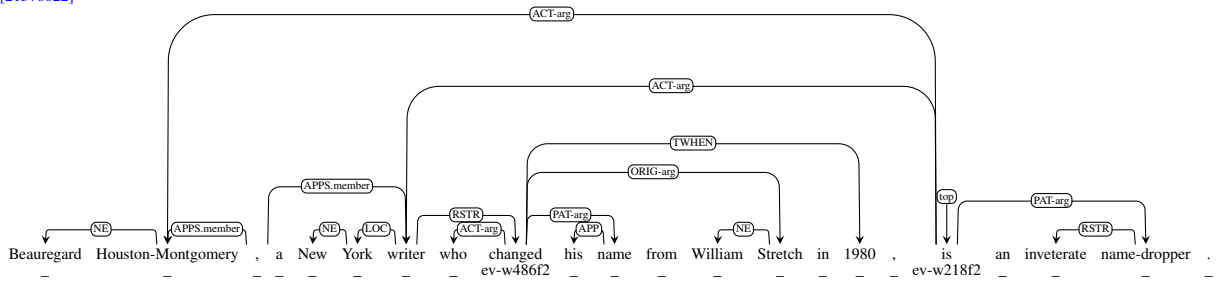 ACT-arg
ACT-arg
TWHEN
ORIG-arg
APPS.member
top
PAT-arg
RSTR
PAT-arg
NE
APPS.member
NE
LOC
ACT-arg
APP
NE
RSTR
Beauregard Houston-Montgomery , a New York writer who changed his name from William Stretch in 1980 , is an inveterate name-dropper .
_ _ _ _ _ _ _ _ ev-w486f2 _ _ _ _ _ _ _ _ ev-w218f2 _ _ _ _